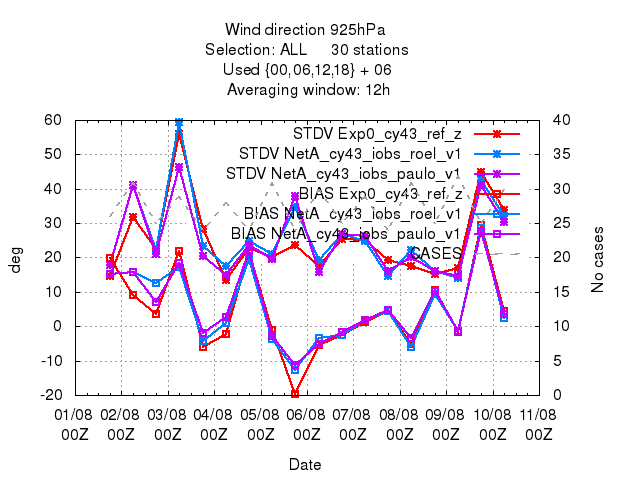 Wind direction 925hPa
Selection: ALL 30 stations
Used {00,06,12,18} + 06
Averaging window: 12h
60
50
40
30
20
10
0
-10
-20
deg
40
35
30
25
20
15
10
5
0
No cases
STDV Exp0_cy43_ref_z
STDV NetA_cy43_iobs_roel_v1
STDV NetA_cy43_iobs_paulo_v1
BIAS Exp0_cy43_ref_z
BIAS NetA_cy43_iobs_roel_v1
BIAS NetA_cy43_iobs_paulo_v1
CASES
01/08 02/08 03/08 04/08 05/08 06/08 07/08 08/08 09/08 10/08 11/08
00Z 00Z 00Z 00Z 00Z 00Z 00Z 00Z 00Z 00Z 00Z
Date